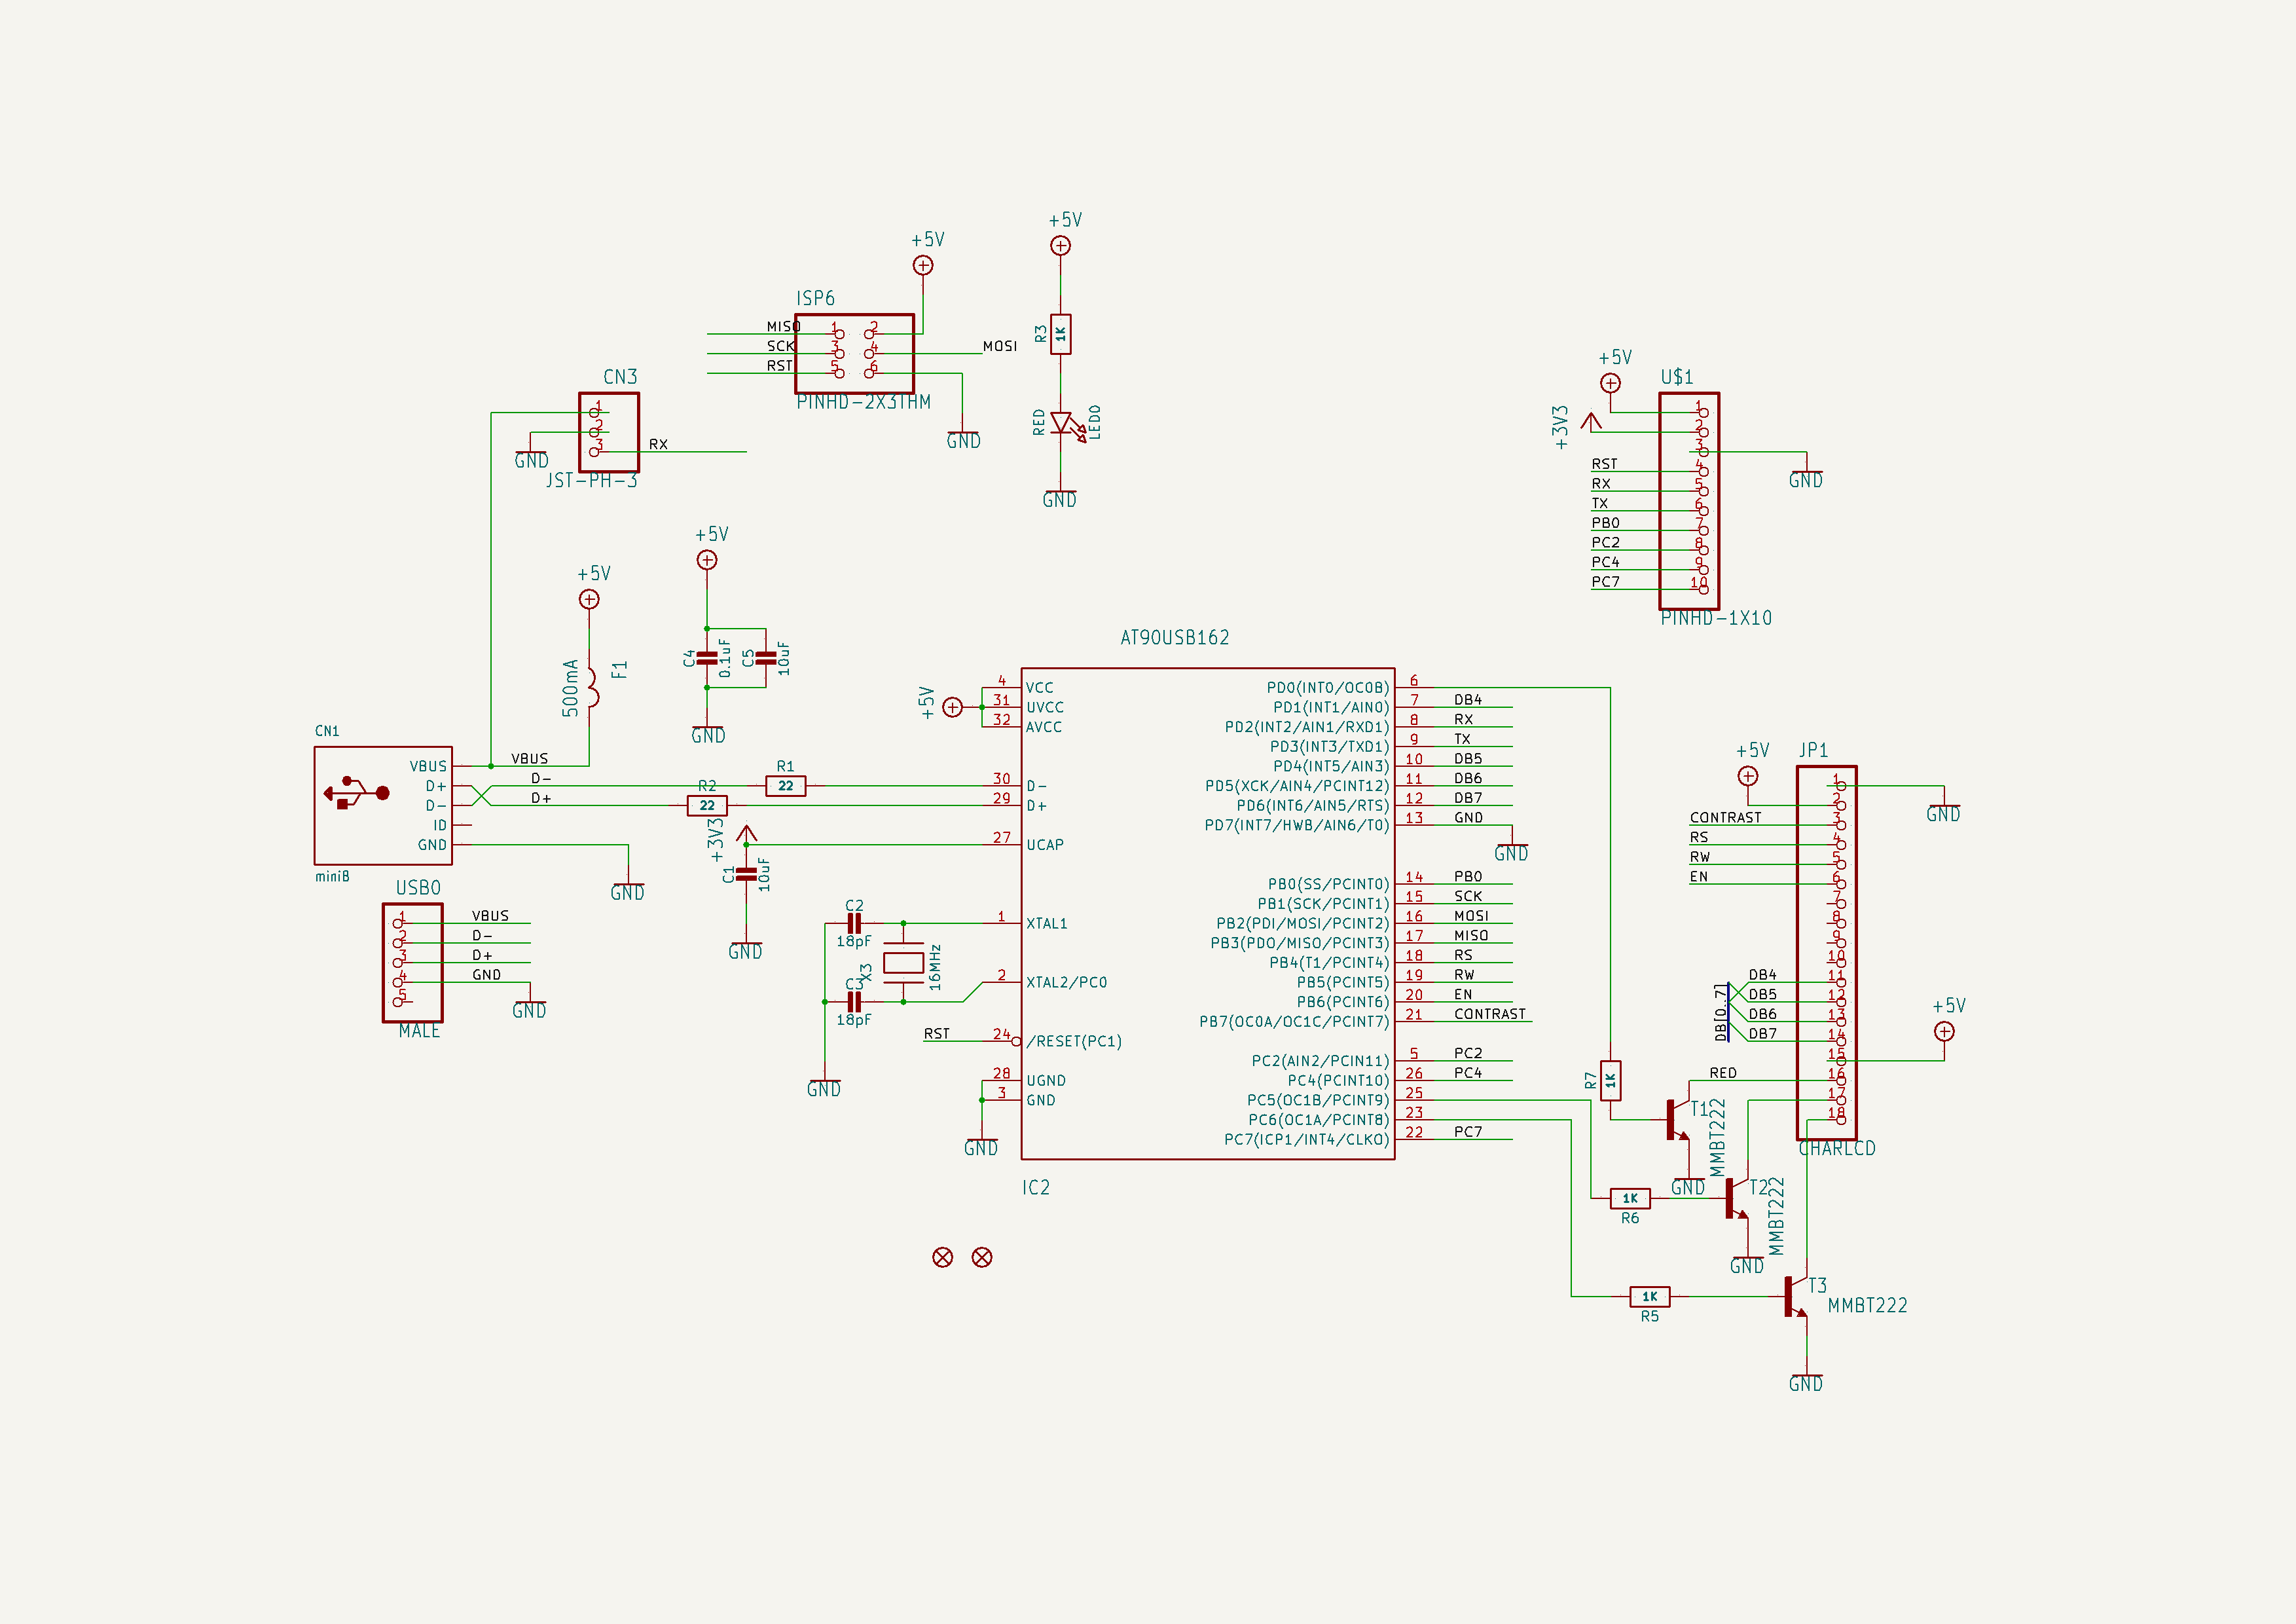 +5V
+5V
ISP6
MISO 1 2
SCK 3 4 MOSI
RST 5 6
PINHD-2X3THM
GND
R3
1K
RED
LED0
GND
CN3
1
2
3 RX
GND
JST-PH-3
+5V
+3V3
U$1
1
2
3
RST 4
RX 5
TX 6
PB0 7
PC2 8
PC4 9
PC7 10
GND
PINHD-1X10
+5V
500mA
F1
+5V
C4
0.1uF
C5
10uF
GND
CN1
VBUS
D+
D-
ID
GND
miniB
VBUS
D-
D+
GND
R1
22
R2
22
+3V3
C1
10uF
GND
USB0
1 VBUS
2 D-
3 D+
4 GND
5
GND
MALE
C2
18pF
X3
16MHz
C3
18pF
GND
RST
+5V
GND
AT90USB162
4 VCC
31 UVCC
32 AVCC
30 D-
29 D+
27 UCAP
1 XTAL1
2 XTAL2/PC0
24 /RESET(PC1)
28 UGND
3 GND
PD0(INT0/OC0B) 6
PD1(INT1/AIN0) 7 DB4
PD2(INT2/AIN1/RXD1) 8 RX
PD3(INT3/TXD1) 9 TX
PD4(INT5/AIN3) 10 DB5
PD5(XCK/AIN4/PCINT12) 11 DB6
PD6(INT6/AIN5/RTS) 12 DB7
PD7(INT7/HWB/AIN6/T0) 13 GND
GND
PB0(SS/PCINT0) 14 PB0
PB1(SCK/PCINT1) 15 SCK
PB2(PDI/MOSI/PCINT2) 16 MOSI
PB3(PDO/MISO/PCINT3) 17 MISO
PB4(T1/PCINT4) 18 RS
PB5(PCINT5) 19 RW
PB6(PCINT6) 20 EN
PB7(OC0A/OC1C/PCINT7) 21 CONTRAST
PC2(AIN2/PCIN11) 5 PC2
PC4(PCINT10) 26 PC4
PC5(OC1B/PCINT9) 25
PC6(OC1A/PCINT8) 23
PC7(ICP1/INT4/CLKO) 22 PC7
IC2
+5V
JP1
1
2
CONTRAST 3
RS 4
RW 5
EN 6
7
8
9
10
DB4 11
DB5 12
DB6 13
DB7 14
15
RED 16
17
18
DB[0..7]
GND
+5V
CHARLCD
R7
1K
T1
MMBT222
GND
1K
R6
T2
MMBT222
GND
1K
R5
T3
MMBT222
GND